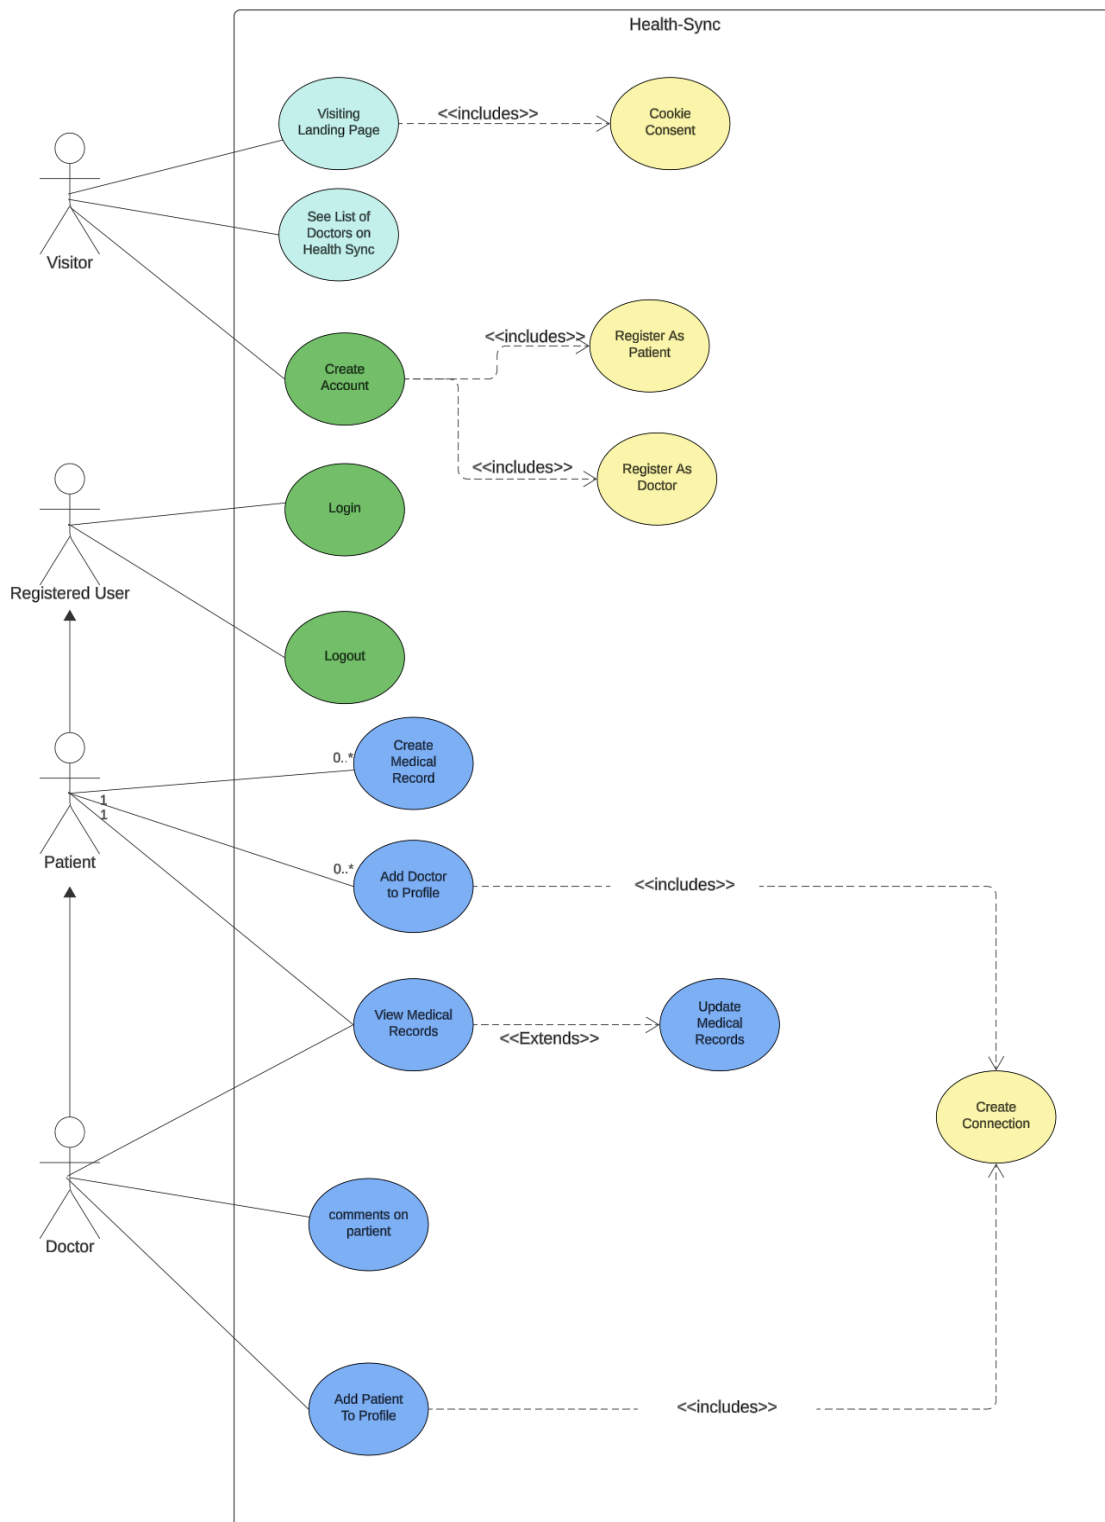 Health-Sync
Visiting
Landing Page
<<includes>>
Cookie
Consent
See List of
Doctors on
Health Sync
Visitor
<<includes>>
Register As
Patient
Create
Account
<<includes>>
Register As
Doctor
Login
Registered User
Logout
Create
Medical
Record
0..*
1
1
0..*
Patient
Add Doctor
to Profile
<<includes>>
View Medical
Records
<<Extends>>
Update
Medical
Records
Create
Connection
comments on
partient
Doctor
Add Patient
To Profile
<<includes>>